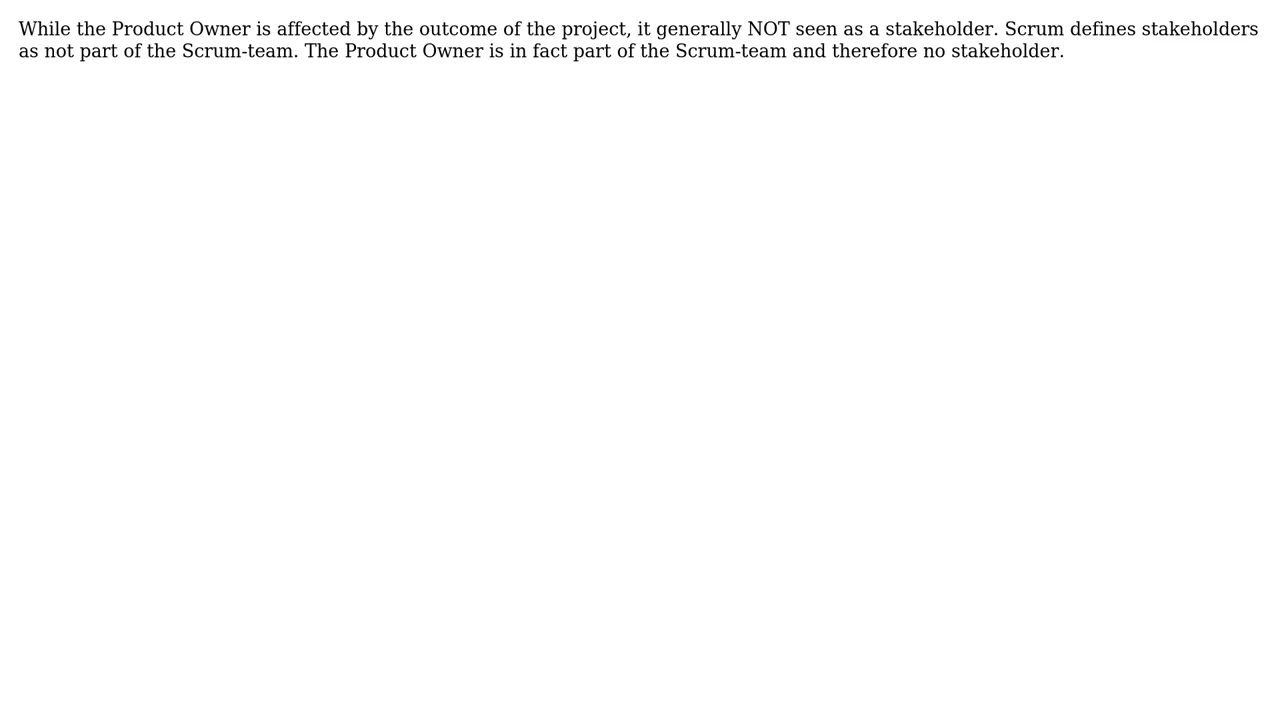 While the Product Owner is affected by the outcome of the project, it generally NOT seen as a stakeholder. Scrum defines stakeholders
as not part of the Scrum-team. The Product Owner is in fact part of the Scrum-team and therefore no stakeholder.